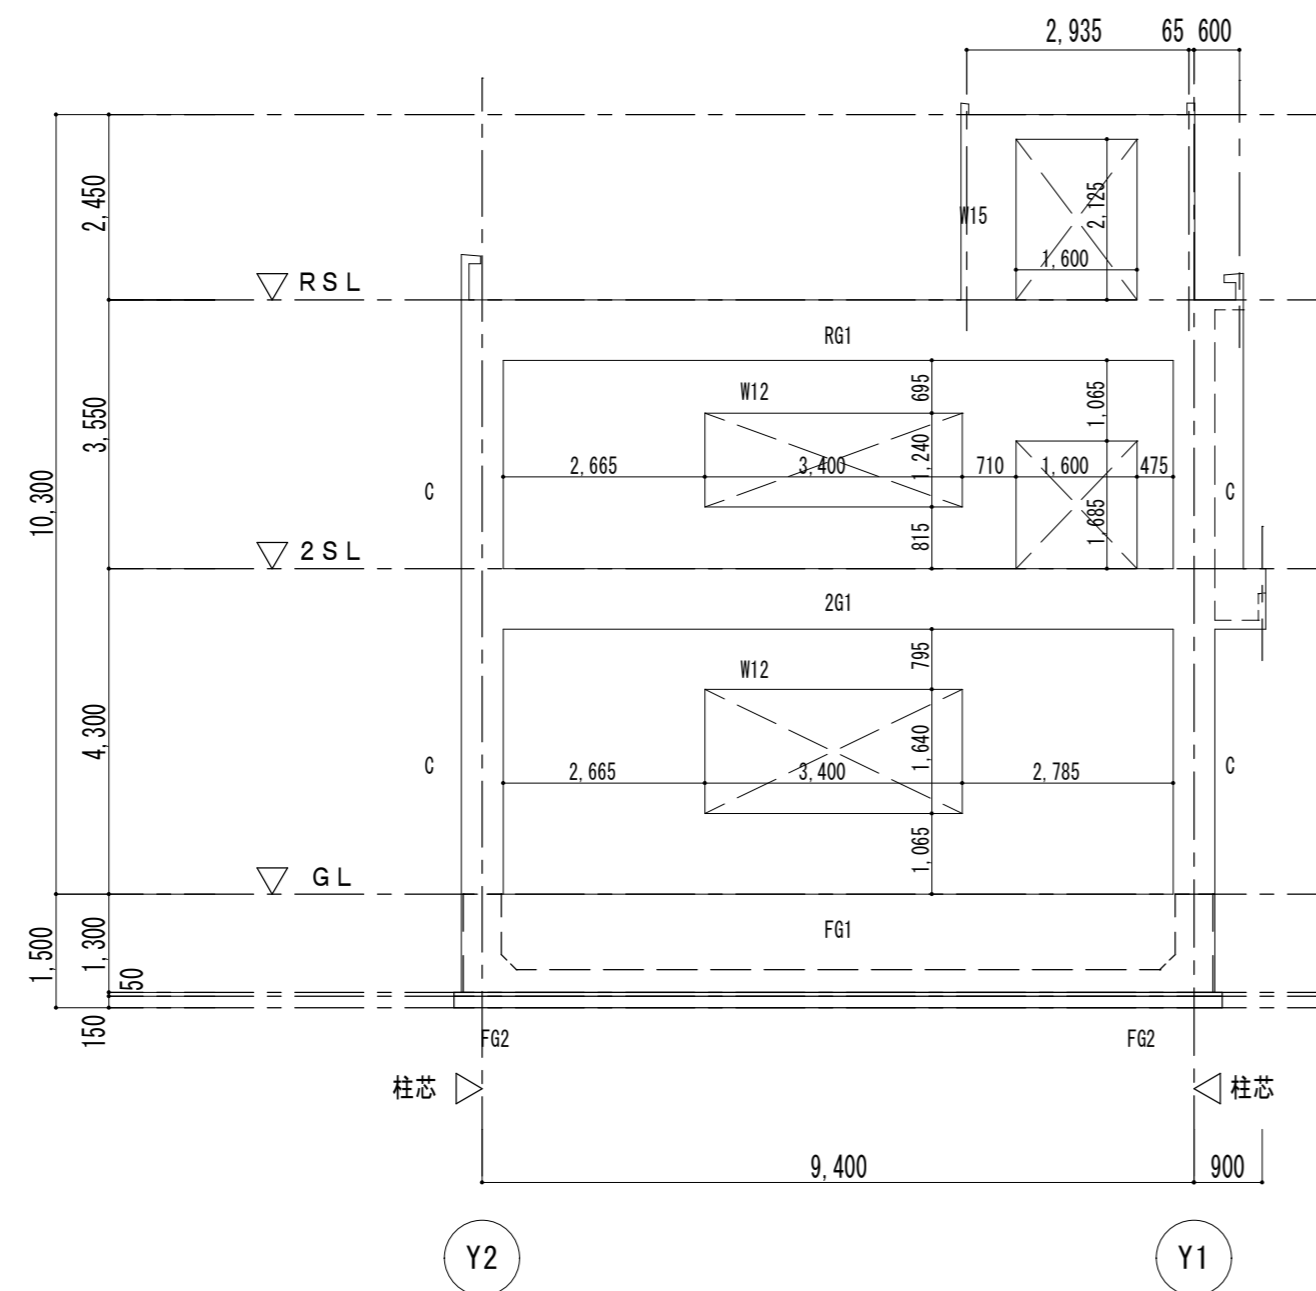 2,935 65 600
2,450
2,125
W15
1,600
RSL
RG1
695
1,065
W12
3,550
1,240
2,665 3,400 710 1,600 475
10,300
C
C
1,685
815
2SL
2G1
795
W12
4,300
1,640
C
C
2,665 3,400 2,785
1,065
GL
FG1
1,500
1,300
50
150
FG2
FG2
柱芯
柱芯
9,400 900
Y2
Y1